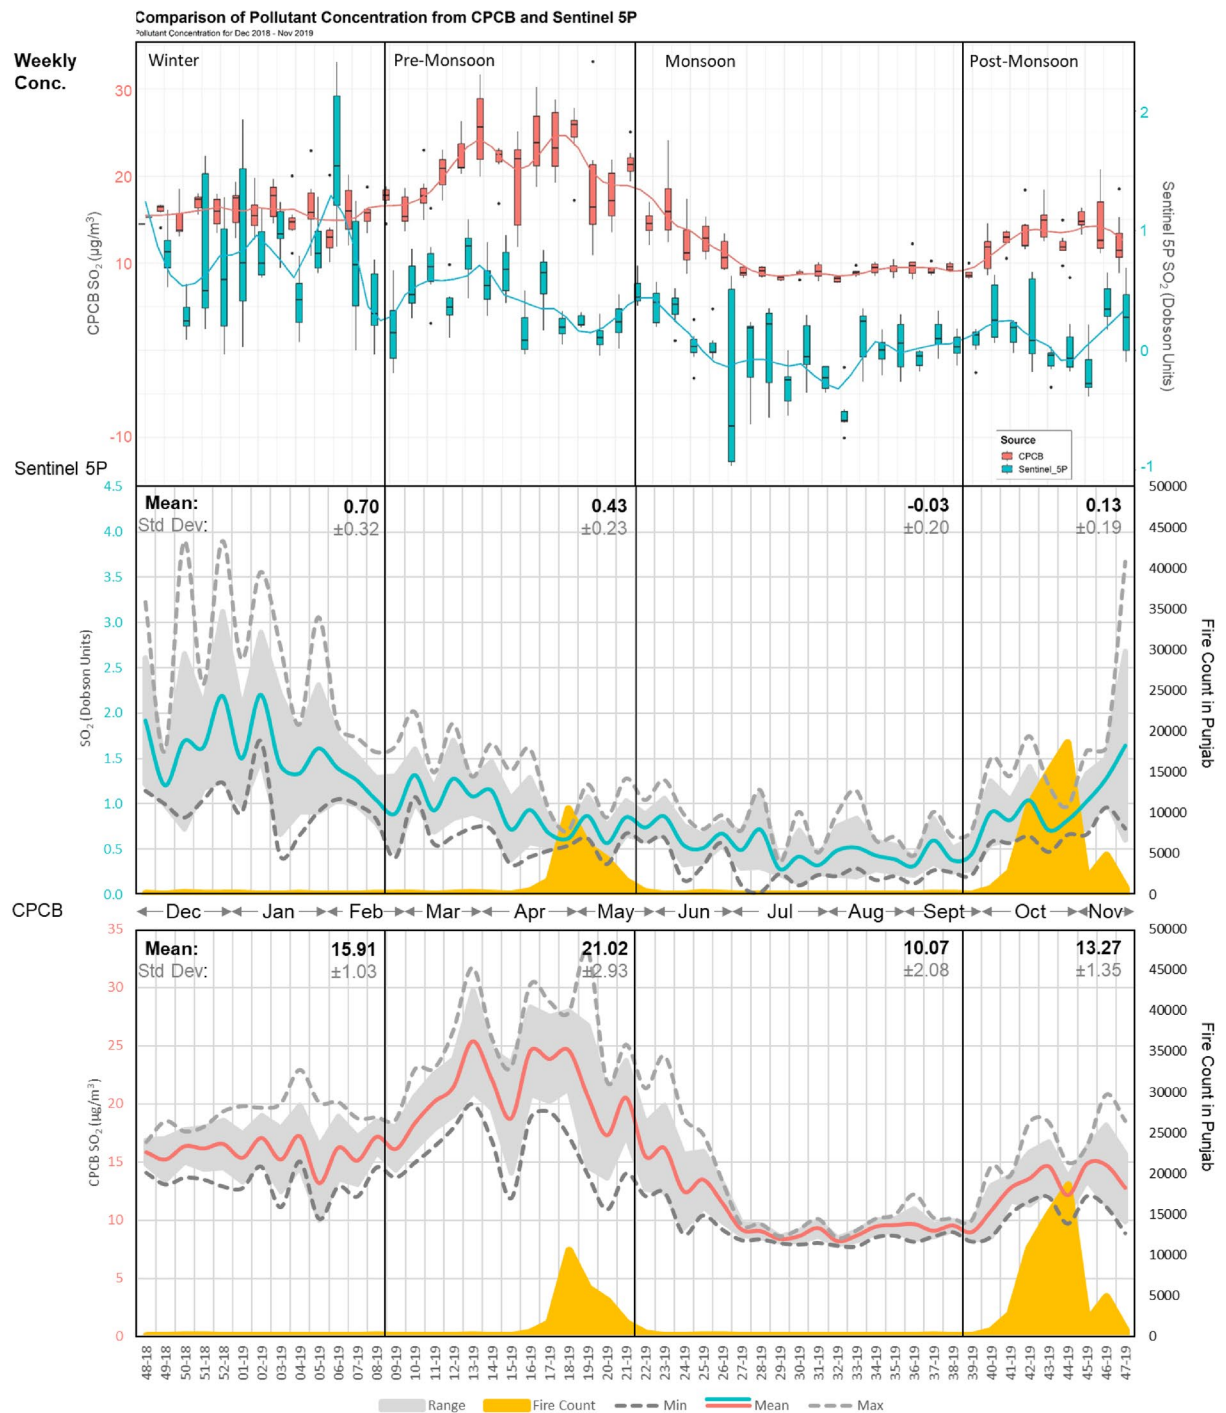 Comparison of Pollutant Concentration from CPCB and Sentinel 5P
Pollutant Concentration for Dec 2018 - Nov 2019
Weekly
Conc.
Winter
Pre-Monsoon
Monsoon
Post-Monsoon
30
20
10
-10
CPCB SO₂ (µg/m³)
2
1
0
-1
Sentinel 5P SO₂ (Dobson Units)
Source
CPCB
Sentinel_5P
Sentinel 5P
4.5
4.0
3.5
3.0
2.5
2.0
1.5
1.0
0.5
0.0
SO₂ (Dobson Units)
Mean: 0.70 0.43 -0.03 0.13
Std Dev: ±0.32 ±0.23 ±0.20 ±0.19
50000
45000
40000
35000
30000
25000
20000
15000
10000
5000
0
Fire Count in Punjab
CPCB
Dec Jan Feb Mar Apr May Jun Jul Aug Sept Oct Nov
35
30
25
20
15
10
5
0
CPCB SO₂ (µg/m³)
Mean: 15.91 21.02 10.07 13.27
Std Dev: ±1.03 ±2.93 ±2.08 ±1.35
50000
45000
40000
35000
30000
25000
20000
15000
10000
5000
0
Fire Count in Punjab
48-18 49-18 50-18 51-18 52-18 01-19 02-19 03-19 04-19 05-19 06-19 07-19 08-19 09-19 10-19 11-19 12-19 13-19 14-19 15-19 16-19 17-19 18-19 19-19 20-19 21-19 22-19 23-19 24-19 25-19 26-19 27-19 28-19 29-19 30-19 31-19 32-19 33-19 34-19 35-19 36-19 37-19 38-19 39-19 40-19 41-19 42-19 43-19 44-19 45-19 46-19 47-19
Range Fire Count Min Mean Max